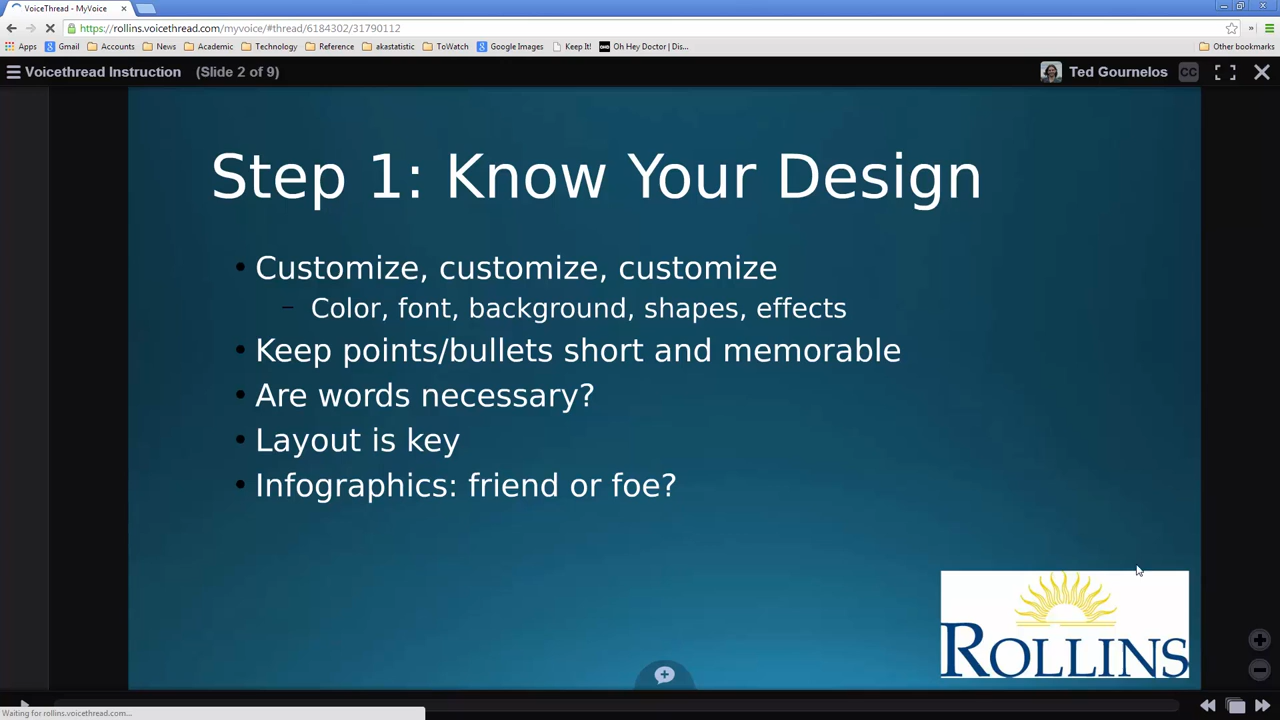 VoiceThread - MyVoice
https://rollins.voicethread.com/myvoice/#thread/6184302/31790112
Apps Gmail Accounts News Academic Technology Reference akastatistic ToWatch Google Images Keep It! Oh Hey Doctor | Dis... Other bookmarks
Voicethread Instruction (Slide 2 of 9) Ted Gournelos CC
Step 1: Know Your Design
• Customize, customize, customize
– Color, font, background, shapes, effects
• Keep points/bullets short and memorable
• Are words necessary?
• Layout is key
• Infographics: friend or foe?
ROLLINS
Waiting for rollins.voicethread.com...